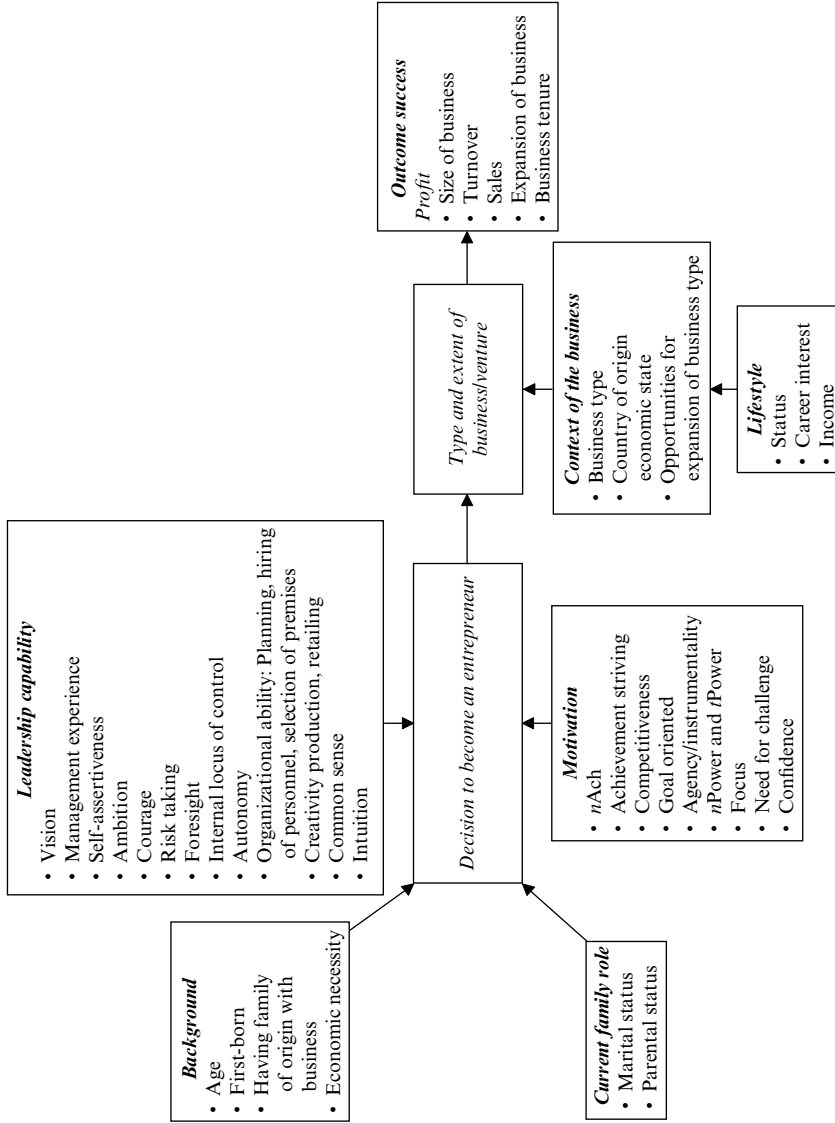 Leadership capability
• Vision
• Management experience
• Self-assertiveness
• Ambition
• Courage
• Risk taking
• Foresight
• Internal locus of control
• Autonomy
• Organizational ability: Planning, hiring
of personnel, selection of premises
• Creativity production, retailing
• Common sense
• Intuition
Background
• Age
• First-born
• Having family
of origin with
business
• Economic necessity
Decision to become an entrepreneur
Type and extent of
business/venture
Outcome success
Profit
• Size of business
• Turnover
• Sales
• Expansion of business
• Business tenure
Current family role
• Marital status
• Parental status
Motivation
• nAch
• Achievement striving
• Competitiveness
• Goal oriented
• Agency/instrumentality
• nPower and tPower
• Focus
• Need for challenge
• Confidence
Context of the business
• Business type
• Country of origin
economic state
• Opportunities for
expansion of business type
Lifestyle
• Status
• Career interest
• Income